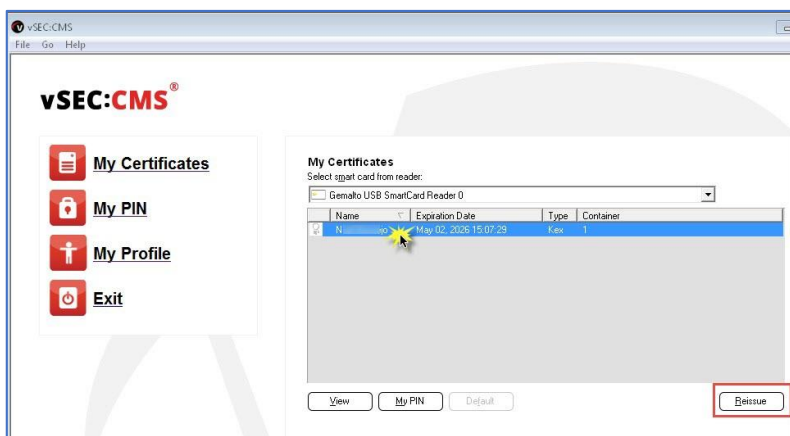 vSEC:CMS
File Go Help
vSEC:CMS®
My Certificates
My PIN
My Profile
Exit
My Certificates
Select smart card from reader:
Gemalto USB SmartCard Reader 0
Name Expiration Date Type Container
May 02, 2026 15:07:29 Kex 1
View My PIN Default Reissue